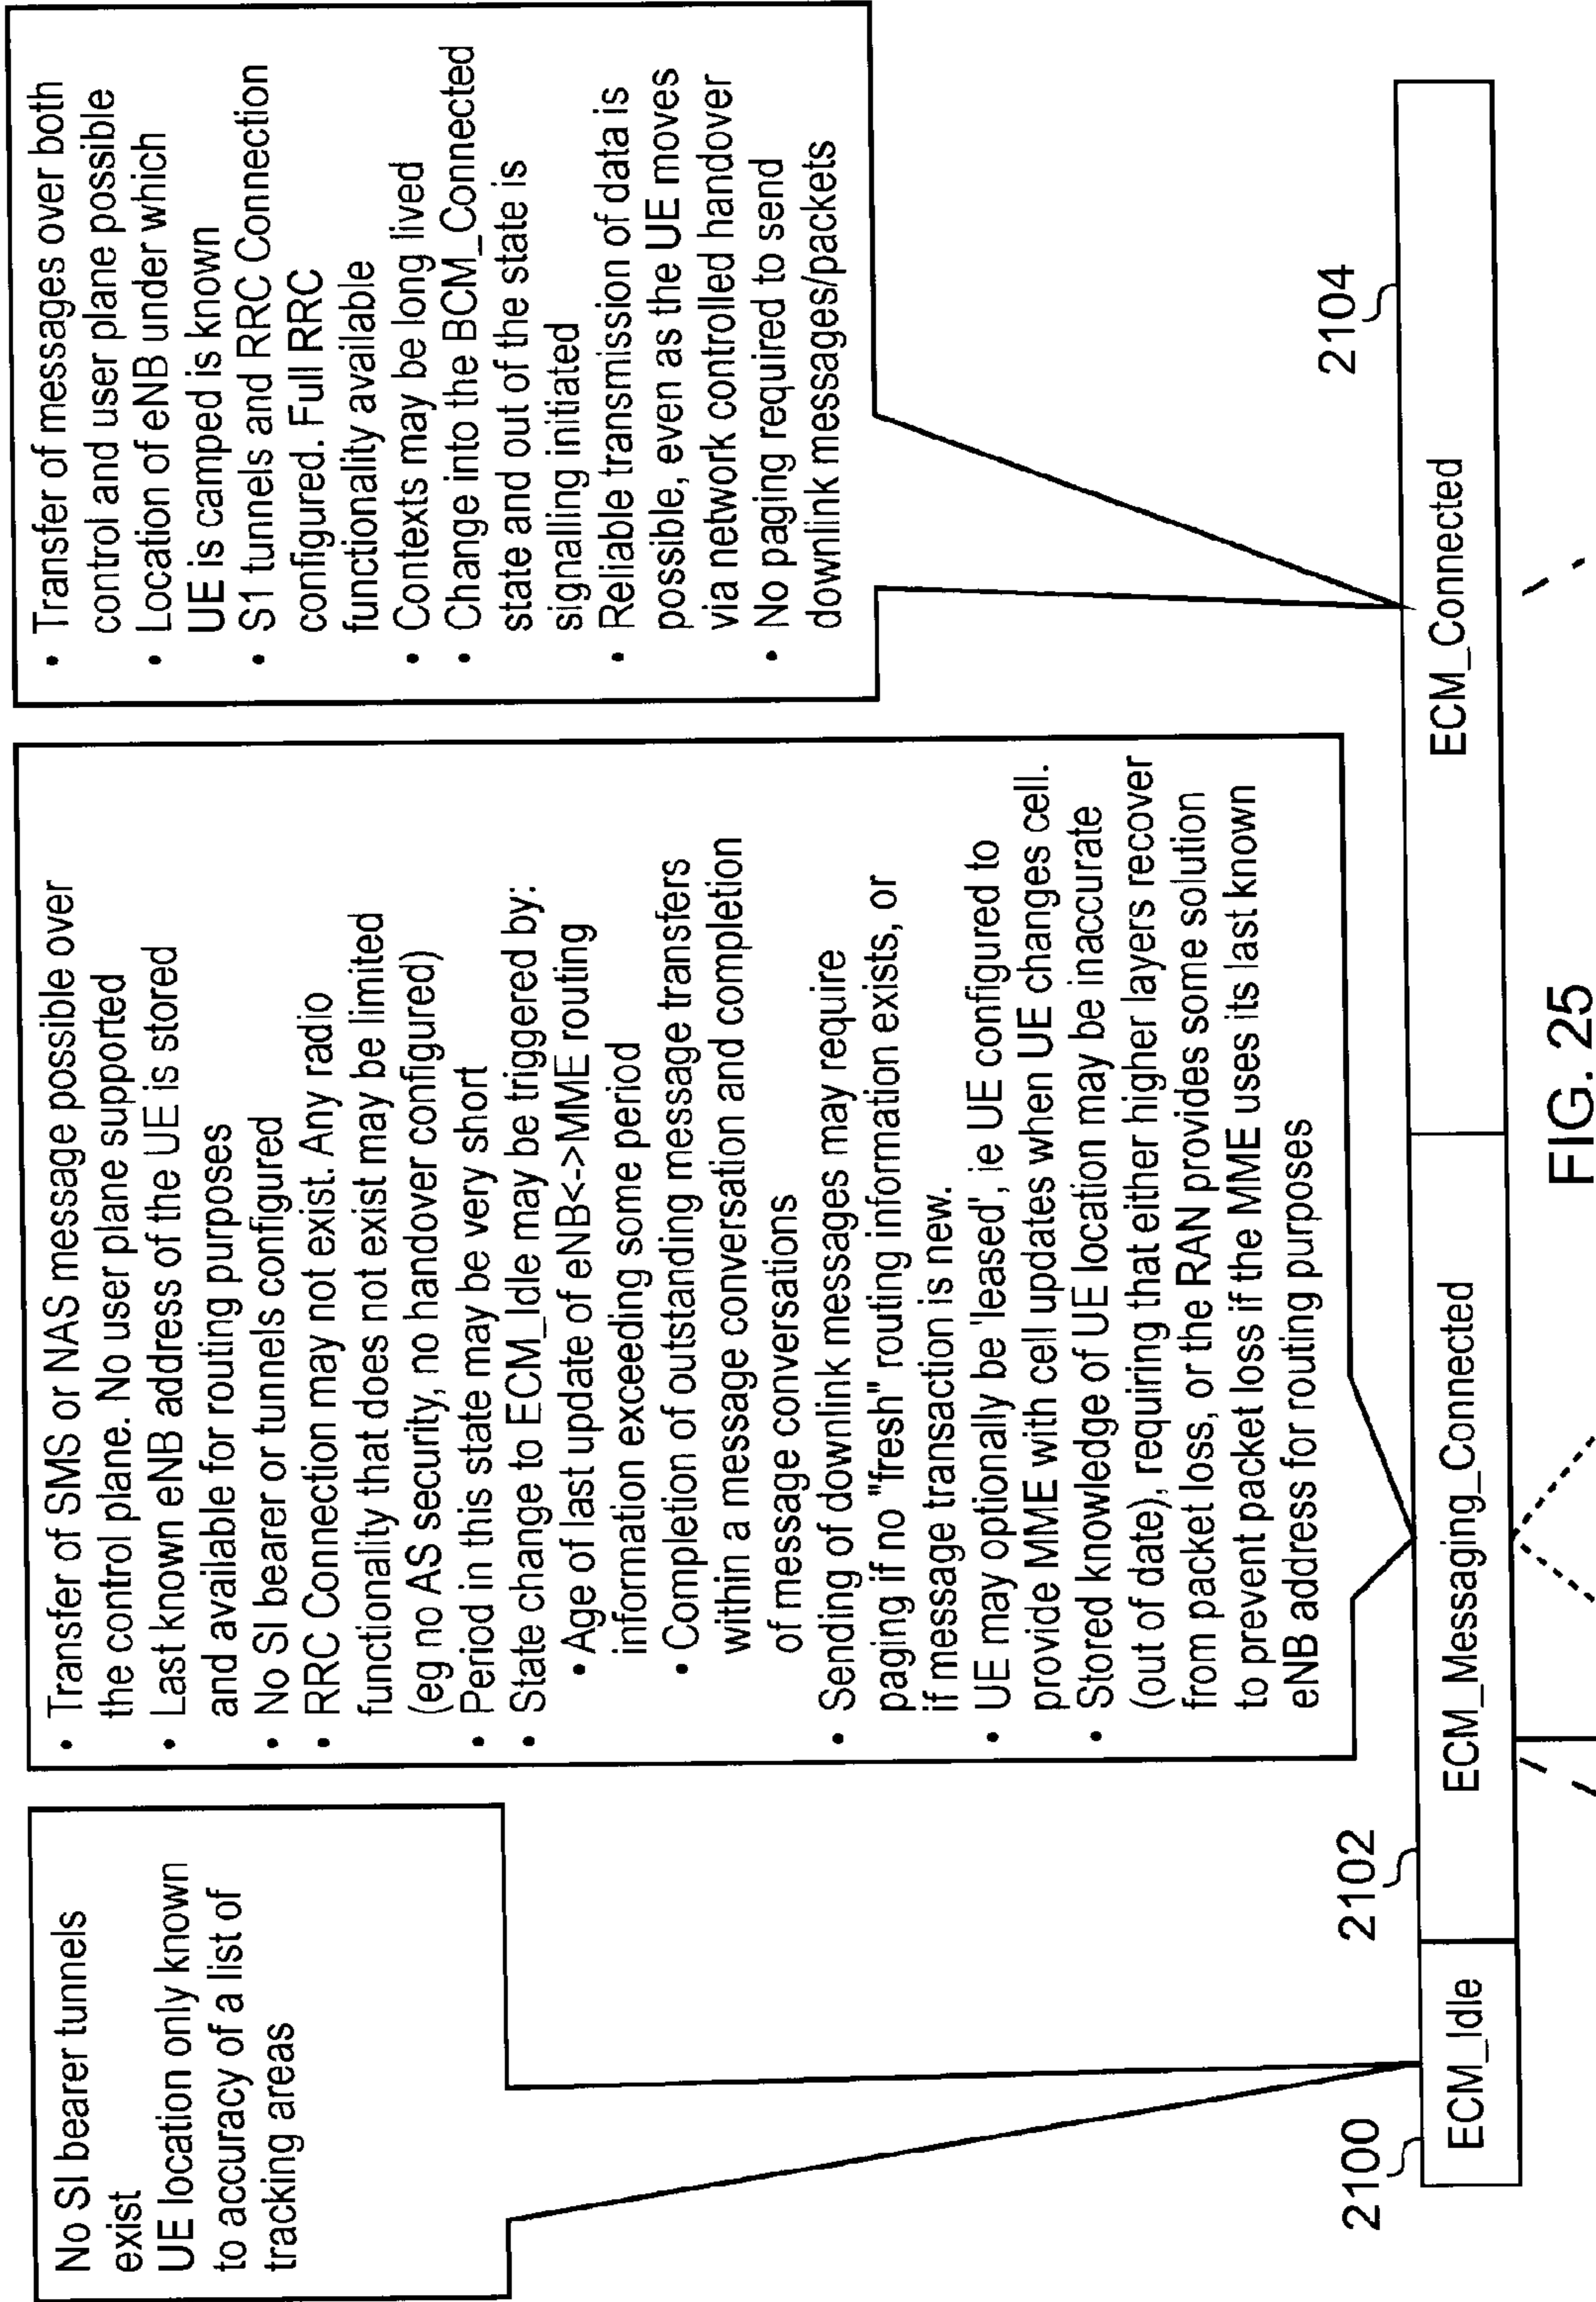 No SI bearer tunnels
exist
UE location only known
to accuracy of a list of
tracking areas
• Transfer of SMS or NAS message possible over
the control plane. No user plane supported
• Last known eNB address of the UE is stored
and available for routing purposes
• No SI bearer or tunnels configured
• RRC Connection may not exist. Any radio
functionality that does not exist may be limited
(eg no AS security, no handover configured)
• Period in this state may be very short
• State change to ECM_Idle may be triggered by:
• Age of last update of eNB<->MME routing
information exceeding some period
• Completion of outstanding message transfers
within a message conversation and completion
of message conversations
• Sending of downlink messages may require
paging if no "fresh" routing information exists, or
if message transaction is new.
• UE may optionally be 'leased', ie UE configured to
provide MME with cell updates when UE changes cell.
• Stored knowledge of UE location may be inaccurate
(out of date), requiring that either higher layers recover
from packet loss, or the RAN provides some solution
to prevent packet loss if the MME uses its last known
eNB address for routing purposes
• Transfer of messages over both
control and user plane possible
• Location of eNB under which
UE is camped is known
• S1 tunnels and RRC Connection
configured. Full RRC
functionality available
• Contexts may be long lived
• Change into the BCM_Connected
state and out of the state is
signalling initiated
• Reliable transmission of data is
possible, even as the UE moves
via network controlled handover
• No paging required to send
downlink messages/packets
2100
2102
2104
ECM_Idle
ECM_Messaging_Connected
ECM_Connected
FIG. 25